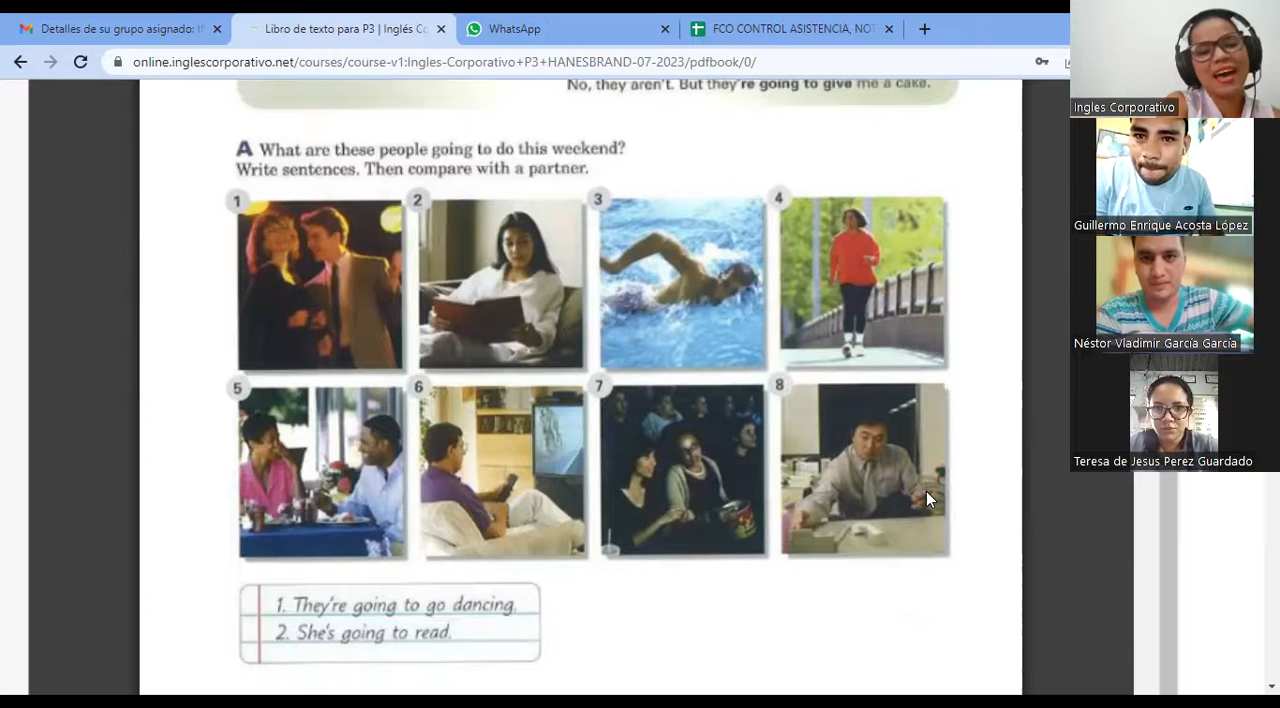 Detalles de su grupo asignado: I
Libro de texto para P3 | Inglés Co
WhatsApp
FCO CONTROL ASISTENCIA, NOT
online.inglescorporativo.net/courses/course-v1:Ingles-Corporativo+P3+HANESBRAND-07-2023/pdfbook/0/
No, they aren't. But they're going to give me a cake.
A What are these people going to do this weekend?
Write sentences. Then compare with a partner.
1
2
3
4
5
6
7
8
1. They're going to go dancing.
2. She's going to read.
Ingles Corporativo
Guillermo Enrique Acosta López
Néstor Vladimir García García
Teresa de Jesus Perez Guardado